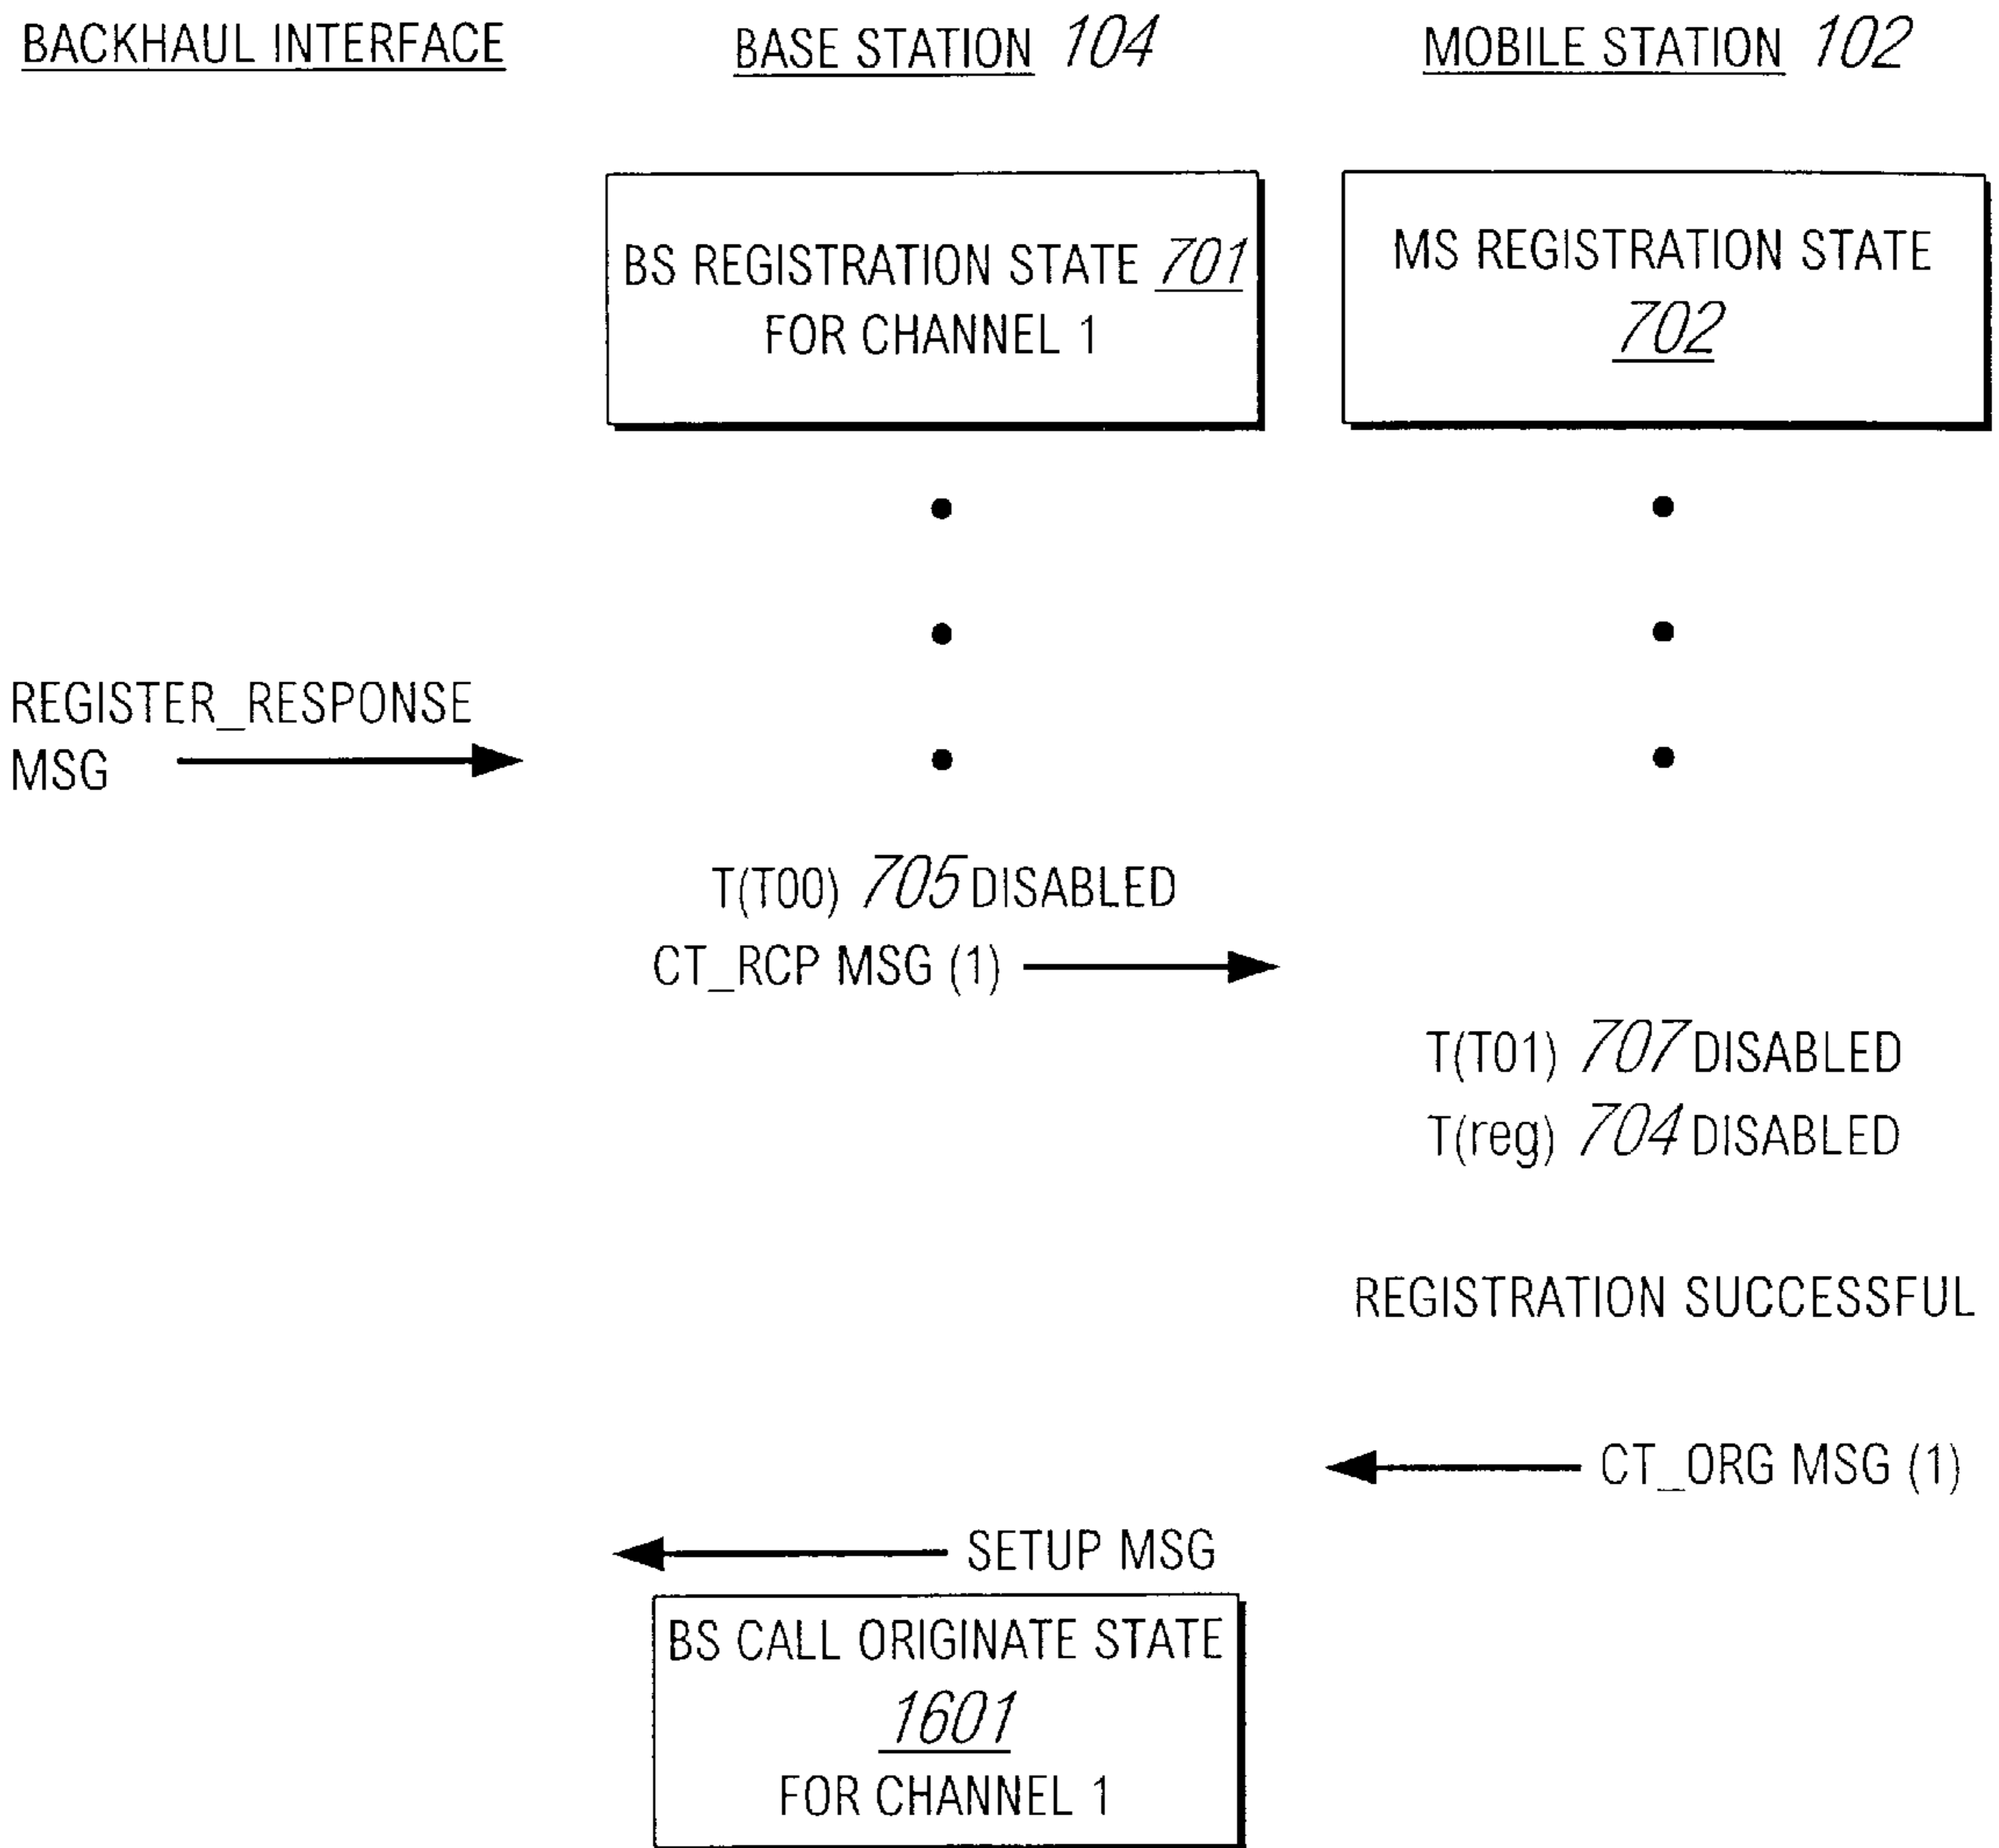 BACKHAUL INTERFACE
BASE STATION 104
MOBILE STATION 102
BS REGISTRATION STATE 701
FOR CHANNEL 1
MS REGISTRATION STATE
702
REGISTER_RESPONSE
MSG
T(T00) 705 DISABLED
CT_RCP MSG (1)
T(T01) 707 DISABLED
T(reg) 704 DISABLED
REGISTRATION SUCCESSFUL
CT_ORG MSG (1)
SETUP MSG
BS CALL ORIGINATE STATE
1601
FOR CHANNEL 1